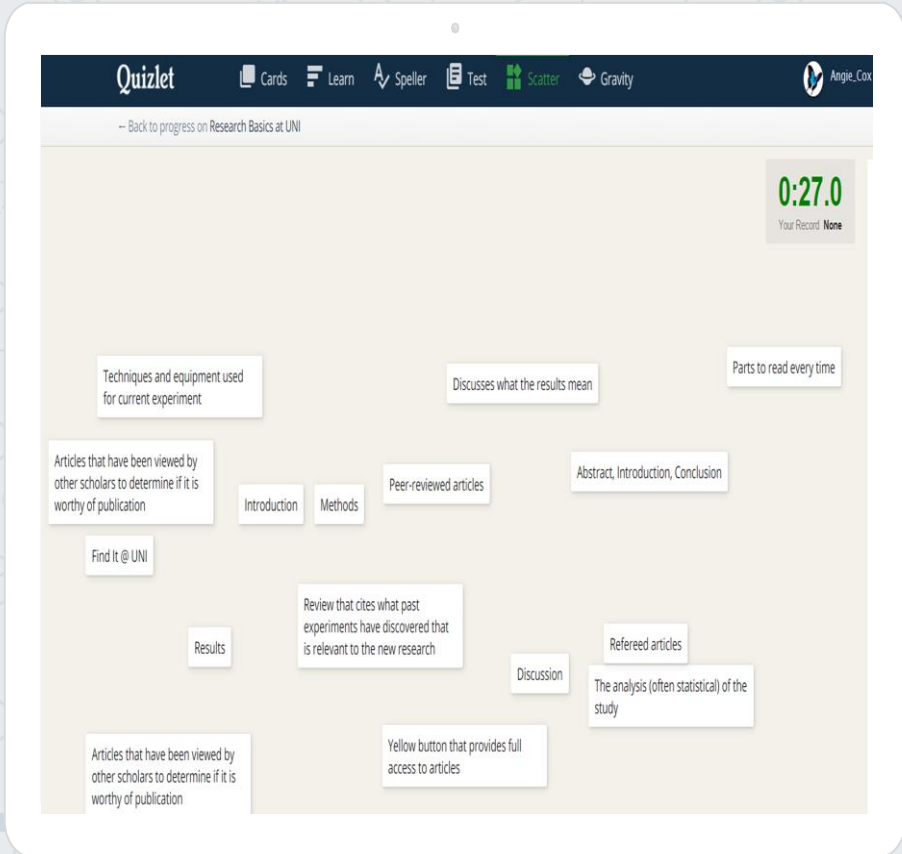 Quizlet
Cards
Learn
Speller
Test
Scatter
Gravity
Angie_Cox
← Back to progress on Research Basics at UNI
0:27.0
Your Record None
Techniques and equipment used
for current experiment
Discusses what the results mean
Parts to read every time
Articles that have been viewed by
other scholars to determine if it is
worthy of publication
Introduction
Methods
Peer-reviewed articles
Abstract, Introduction, Conclusion
Find It @ UNI
Results
Review that cites what past
experiments have discovered that
is relevant to the new research
Discussion
Refereed articles
The analysis (often statistical) of the
study
Articles that have been viewed by
other scholars to determine if it is
worthy of publication
Yellow button that provides full
access to articles